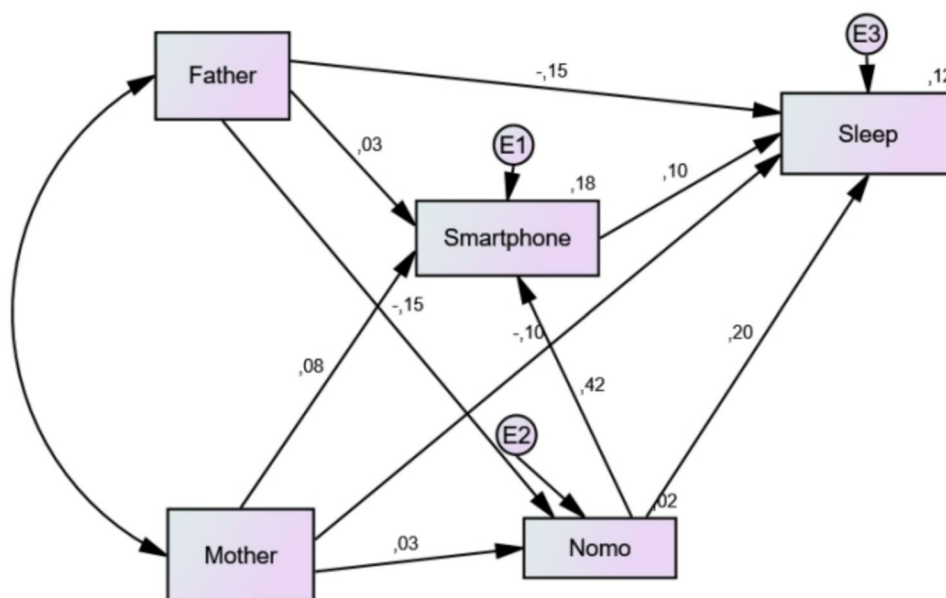 E3
Father
-,15
,12
Sleep
E1
,03
,18
,10
Smartphone
-,15
-,10
,20
,08
,42
E2
,02
Mother
,03
Nomo